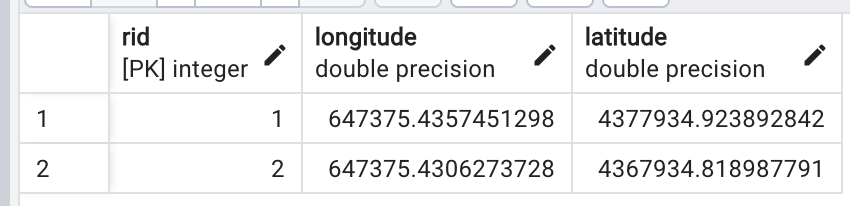 rid longitude latitude
[PK] integer double precision double precision
1 1 647375.4357451298 4377934.923892842
2 2 647375.4306273728 4367934.818987791